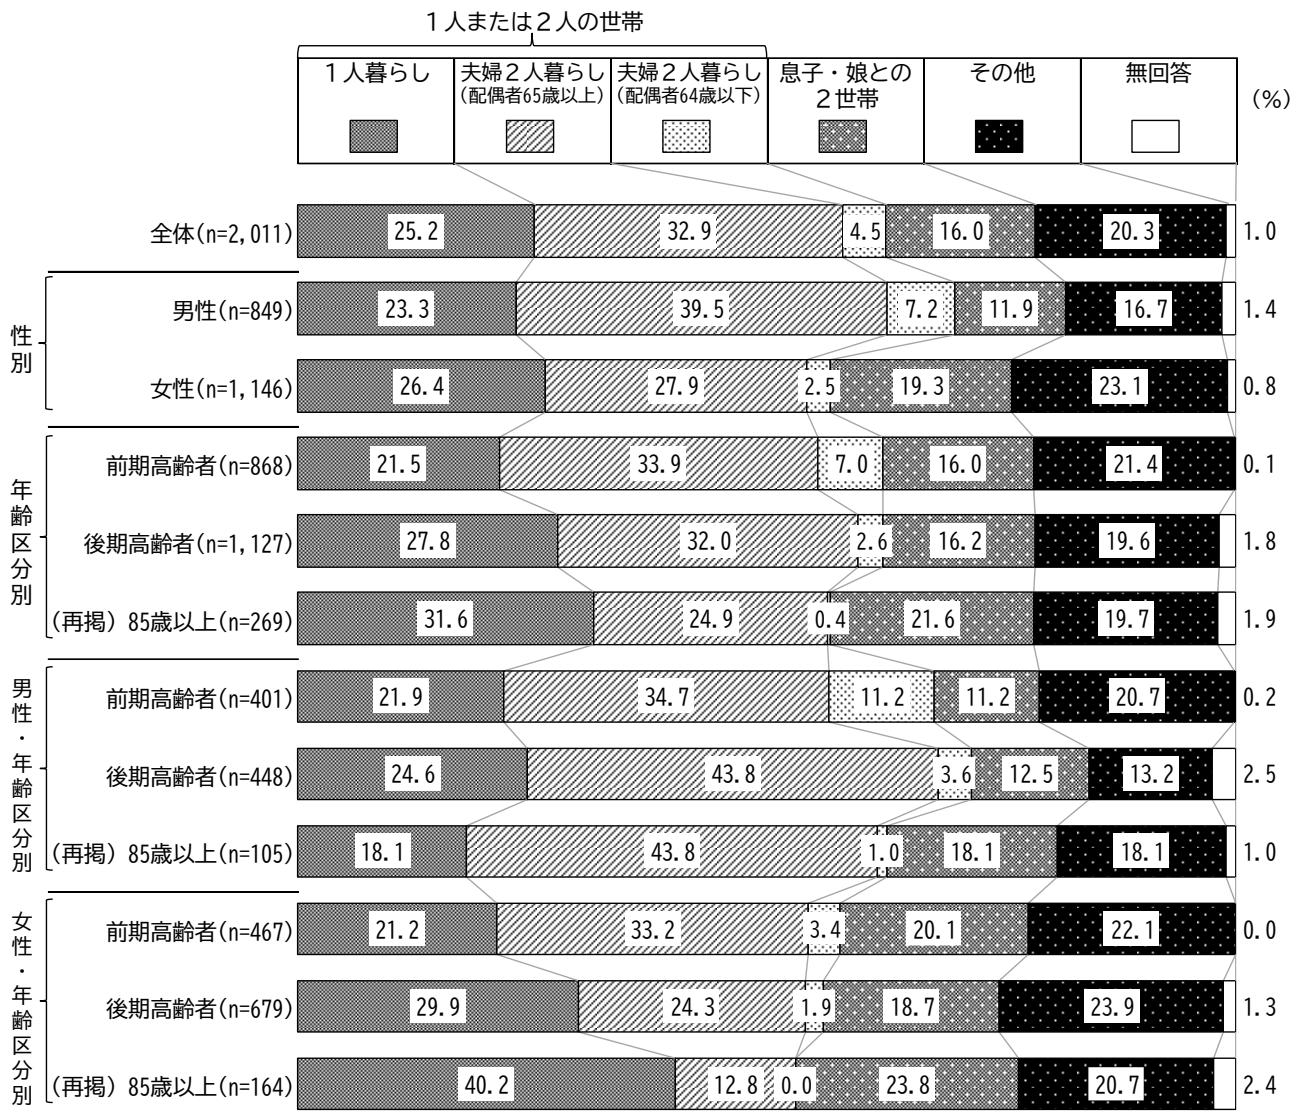 １人または２人の世帯
１人暮らし
夫婦２人暮らし
(配偶者65歳以上)
夫婦２人暮らし
(配偶者64歳以下)
息子・娘との
２世帯
その他
無回答
(%)
全体(n=2,011) 25.2 32.9 4.5 16.0 20.3 1.0
性別
男性(n=849) 23.3 39.5 7.2 11.9 16.7 1.4
女性(n=1,146) 26.4 27.9 2.5 19.3 23.1 0.8
年齢区分別
前期高齢者(n=868) 21.5 33.9 7.0 16.0 21.4 0.1
後期高齢者(n=1,127) 27.8 32.0 2.6 16.2 19.6 1.8
(再掲) 85歳以上(n=269) 31.6 24.9 0.4 21.6 19.7 1.9
男性・年齢区分別
前期高齢者(n=401) 21.9 34.7 11.2 11.2 20.7 0.2
後期高齢者(n=448) 24.6 43.8 3.6 12.5 13.2 2.5
(再掲) 85歳以上(n=105) 18.1 43.8 1.0 18.1 18.1 1.0
女性・年齢区分別
前期高齢者(n=467) 21.2 33.2 3.4 20.1 22.1 0.0
後期高齢者(n=679) 29.9 24.3 1.9 18.7 23.9 1.3
(再掲) 85歳以上(n=164) 40.2 12.8 0.0 23.8 20.7 2.4